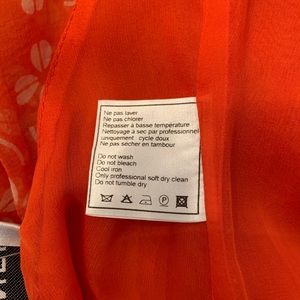 Ne pas laver
Ne pas chlorer
Repasser à basse température
Nettoyage à sec par professionnel
uniquement : cycle doux
Ne pas secher en tambour
Do not wash
Do not bleach
Cool iron
Only professional soft dry clean
Do not tumble dry
P